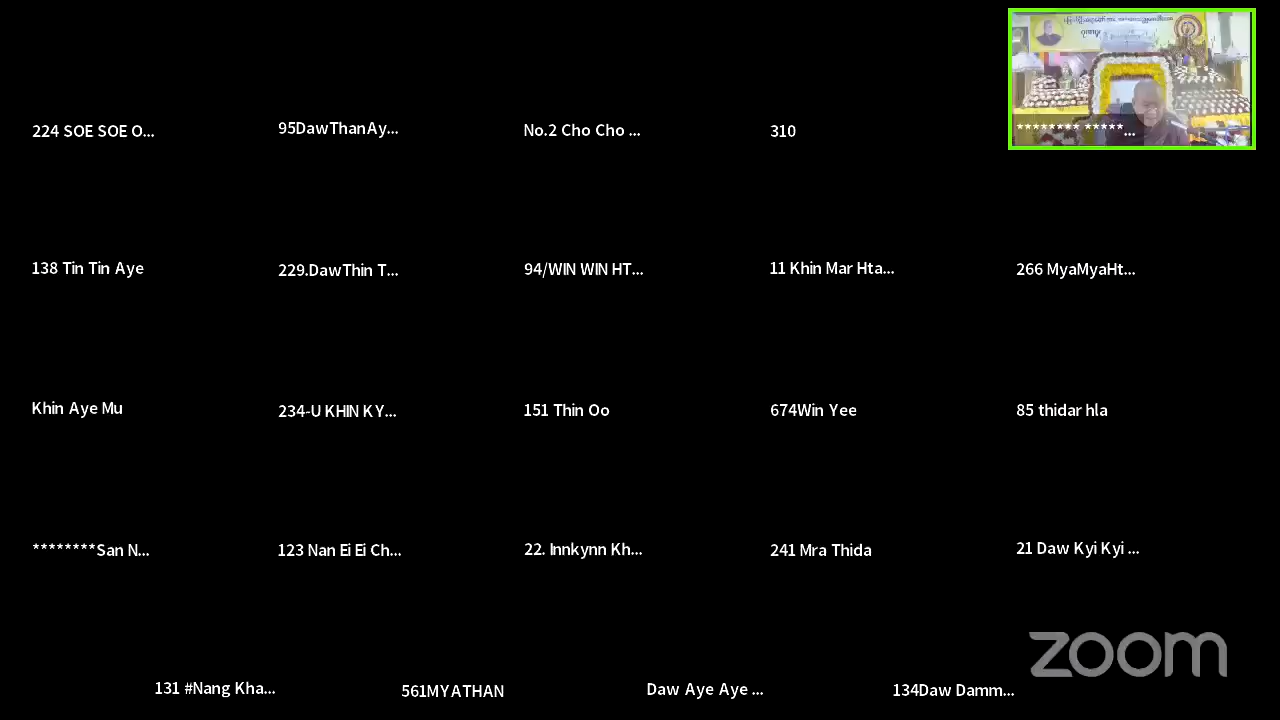 224 SOE SOE O...
95DawThanAy...
No.2 Cho Cho ...
310
******** *****...
138 Tin Tin Aye
229.DawThin T...
94/WIN WIN HT...
11 Khin Mar Hta...
266 MyaMyaHt...
Khin Aye Mu
234-U KHIN KY...
151 Thin Oo
674Win Yee
85 thidar hla
********San N...
123 Nan Ei Ei Ch...
22. Innkynn Kh...
241 Mra Thida
21 Daw Kyi Kyi ...
zoom
131 #Nang Kha...
561MYATHAN
Daw Aye Aye ...
134Daw Damm...